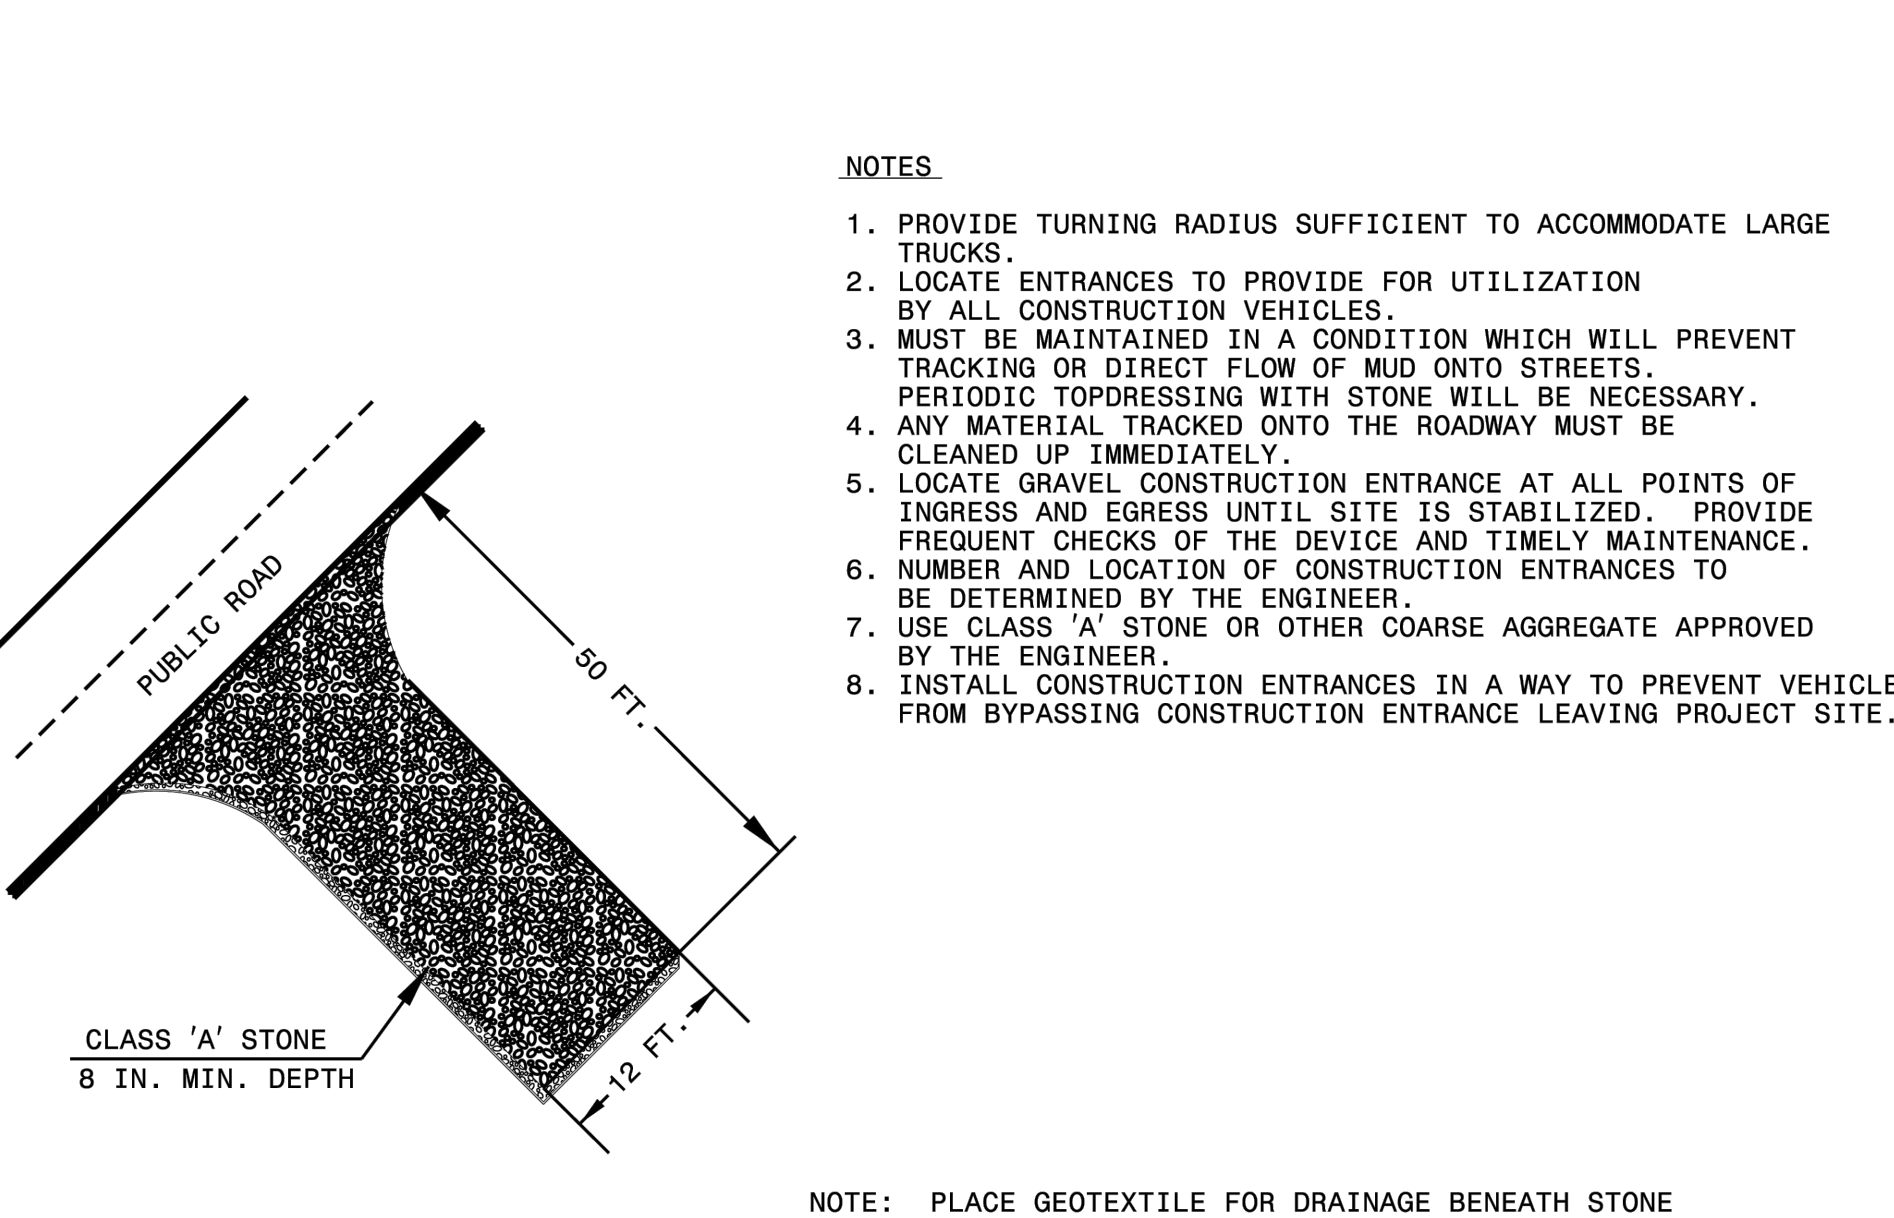 NOTES
1. PROVIDE TURNING RADIUS SUFFICIENT TO ACCOMMODATE LARGE
TRUCKS.
2. LOCATE ENTRANCES TO PROVIDE FOR UTILIZATION
BY ALL CONSTRUCTION VEHICLES.
3. MUST BE MAINTAINED IN A CONDITION WHICH WILL PREVENT
TRACKING OR DIRECT FLOW OF MUD ONTO STREETS.
PERIODIC TOPDRESSING WITH STONE WILL BE NECESSARY.
4. ANY MATERIAL TRACKED ONTO THE ROADWAY MUST BE
CLEANED UP IMMEDIATELY.
5. LOCATE GRAVEL CONSTRUCTION ENTRANCE AT ALL POINTS OF
INGRESS AND EGRESS UNTIL SITE IS STABILIZED. PROVIDE
FREQUENT CHECKS OF THE DEVICE AND TIMELY MAINTENANCE.
6. NUMBER AND LOCATION OF CONSTRUCTION ENTRANCES TO
BE DETERMINED BY THE ENGINEER.
7. USE CLASS 'A' STONE OR OTHER COARSE AGGREGATE APPROVED
BY THE ENGINEER.
8. INSTALL CONSTRUCTION ENTRANCES IN A WAY TO PREVENT VEHICLE
FROM BYPASSING CONSTRUCTION ENTRANCE LEAVING PROJECT SITE.
PUBLIC ROAD
50 FT.
12 FT.
CLASS 'A' STONE
8 IN. MIN. DEPTH
NOTE: PLACE GEOTEXTILE FOR DRAINAGE BENEATH STONE